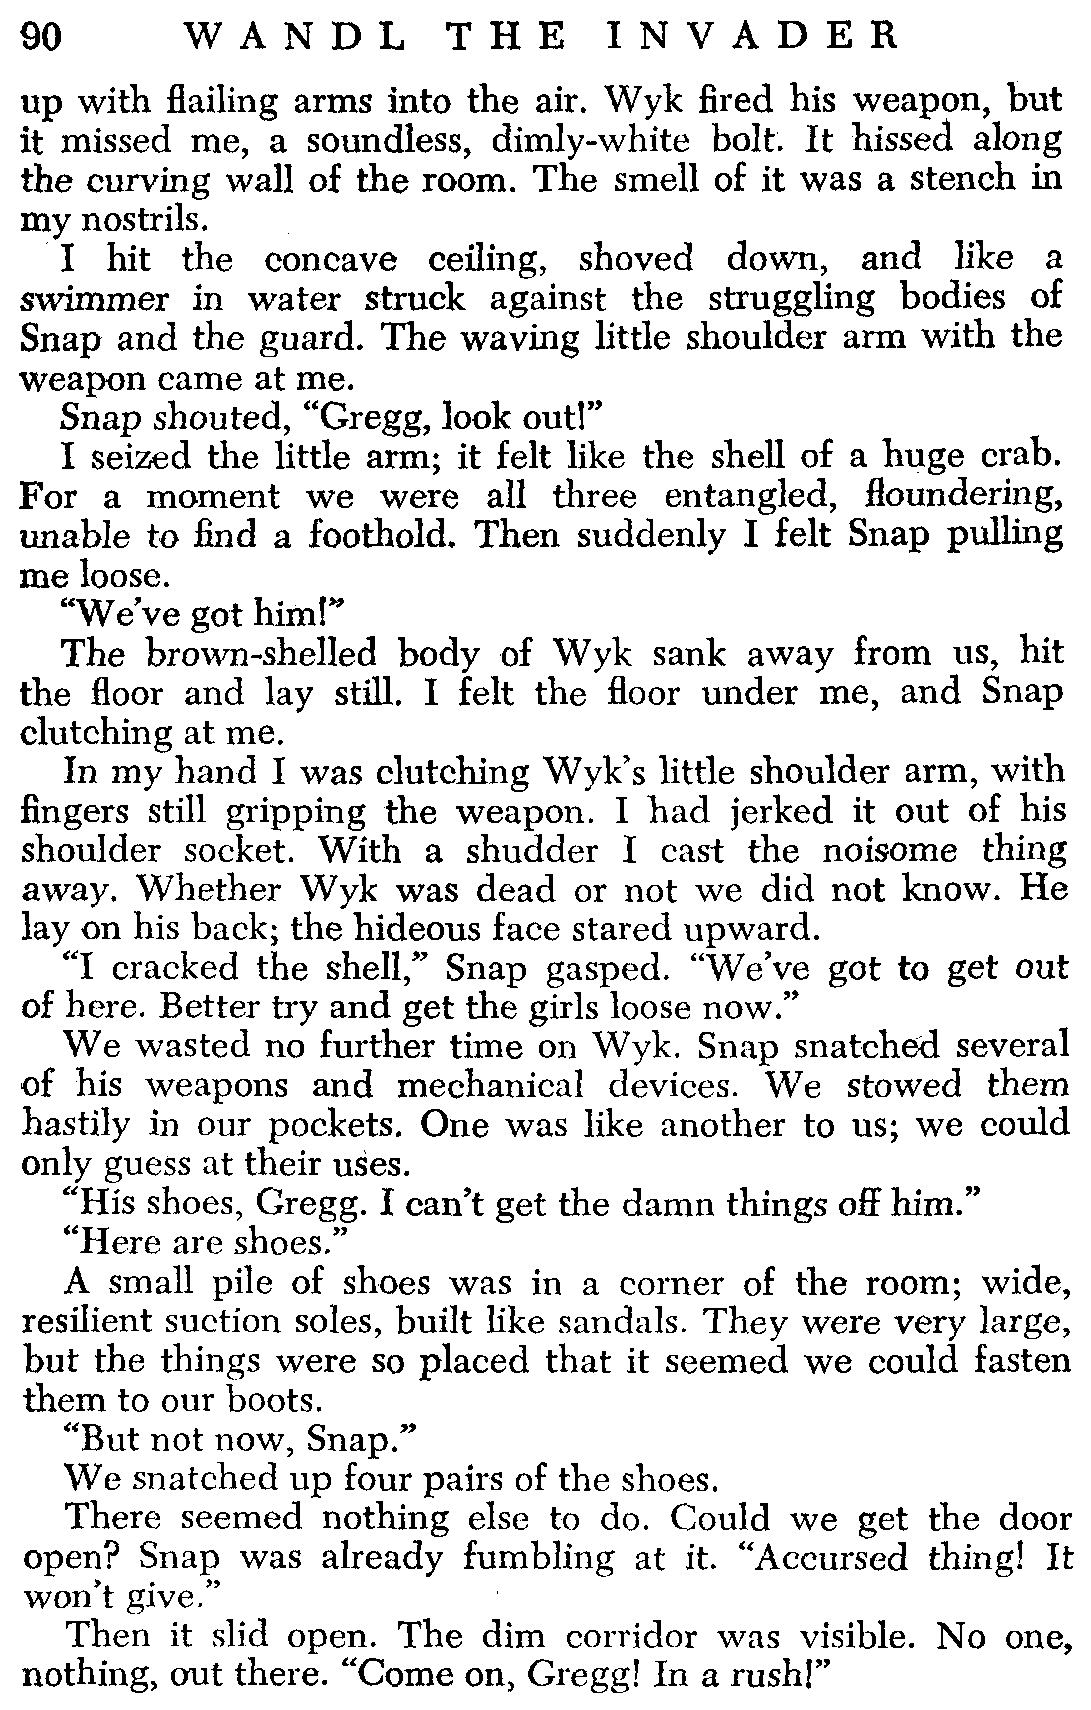 90 WANDL THE INVADER
up with flailing arms into the air. Wyk fired his weapon, but
it missed me, a soundless, dimly-white bolt. It hissed along
the curving wall of the room. The smell of it was a stench in
my nostrils.
I hit the concave ceiling, shoved down, and like a
swimmer in water struck against the struggling bodies of
Snap and the guard. The waving little shoulder arm with the
weapon came at me.
Snap shouted, “Gregg, look out!”
I seized the little arm; it felt like the shell of a huge crab.
For a moment we were all three entangled, floundering,
unable to find a foothold. Then suddenly I felt Snap pulling
me loose.
“We’ve got him!”
The brown-shelled body of Wyk sank away from us, hit
the floor and lay still. I felt the floor under me, and Snap
clutching at me.
In my hand I was clutching Wyk’s little shoulder arm, with
fingers still gripping the weapon. I had jerked it out of his
shoulder socket. With a shudder I cast the noisome thing
away. Whether Wyk was dead or not we did not know. He
lay on his back; the hideous face stared upward.
“I cracked the shell,” Snap gasped. “We’ve got to get out
of here. Better try and get the girls loose now.”
We wasted no further time on Wyk. Snap snatched several
of his weapons and mechanical devices. We stowed them
hastily in our pockets. One was like another to us; we could
only guess at their uses.
“His shoes, Gregg. I can’t get the damn things off him.”
“Here are shoes.”
A small pile of shoes was in a corner of the room; wide,
resilient suction soles, built like sandals. They were very large,
but the things were so placed that it seemed we could fasten
them to our boots.
“But not now, Snap.”
We snatched up four pairs of the shoes.
There seemed nothing else to do. Could we get the door
open? Snap was already fumbling at it. “Accursed thing! It
won’t give.”
Then it slid open. The dim corridor was visible. No one,
nothing, out there. “Come on, Gregg! In a rush!”